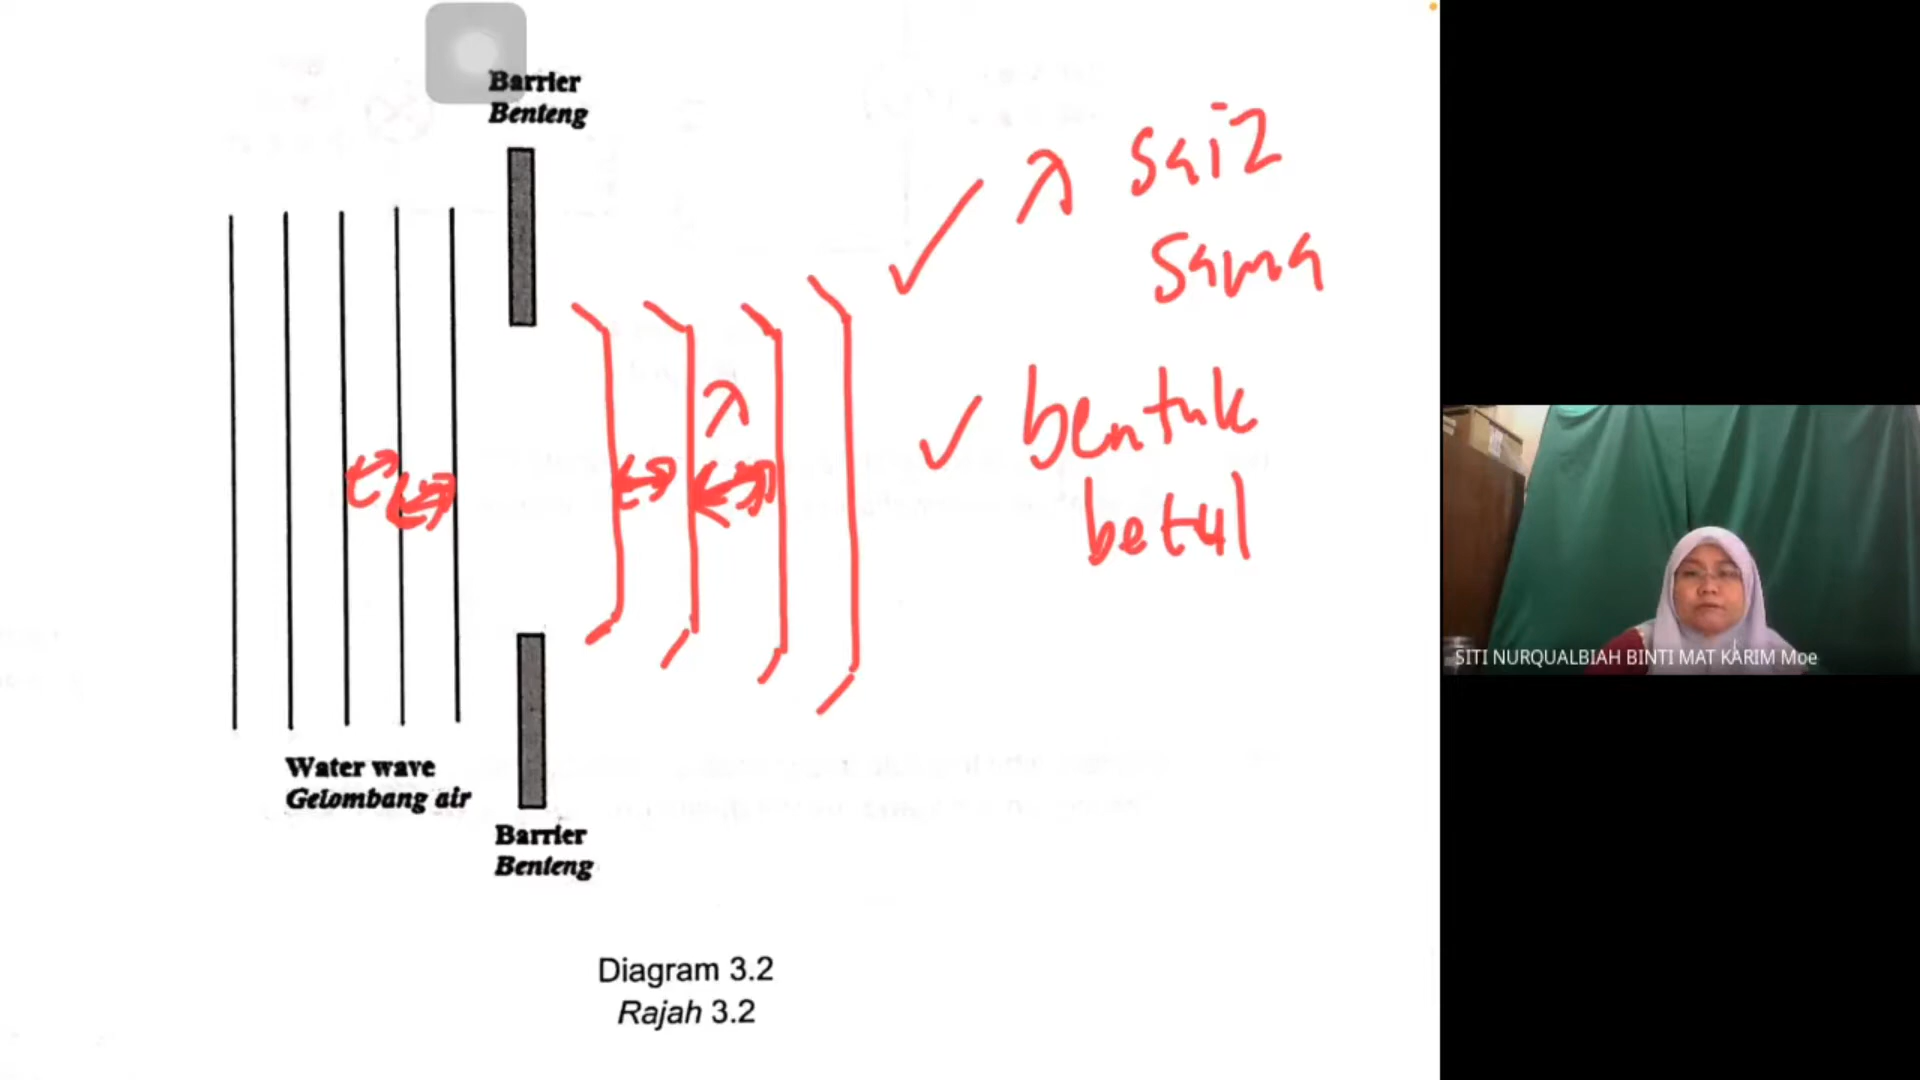 Barrier
Benteng
λ saiz
sama
λ
bentuk
betul
Water wave
Gelombang air
Barrier
Benteng
Diagram 3.2
Rajah 3.2
SITI NURQUALBIAH BINTI MAT KARIM Moe